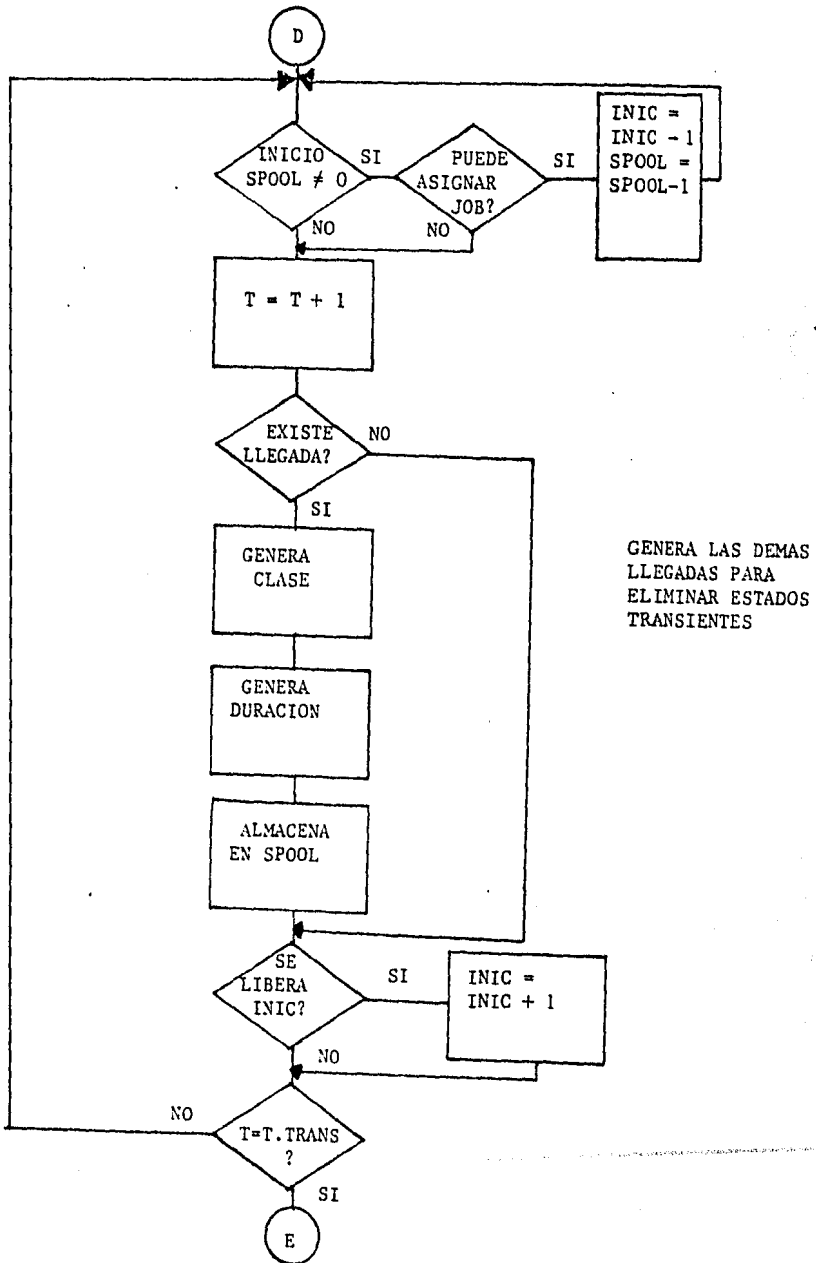 D
INICIO
SPOOL ≠ 0
SI
PUEDE
ASIGNAR
JOB?
SI
INIC =
INIC - 1
SPOOL =
SPOOL-1
NO
NO
T = T + 1
EXISTE
LLEGADA?
NO
SI
GENERA
CLASE
GENERA LAS DEMAS
LLEGADAS PARA
ELIMINAR ESTADOS
TRANSIENTES
GENERA
DURACION
ALMACENA
EN SPOOL
SE
LIBERA
INIC?
SI
INIC =
INIC + 1
NO
NO
T=T.TRANS
?
SI
E